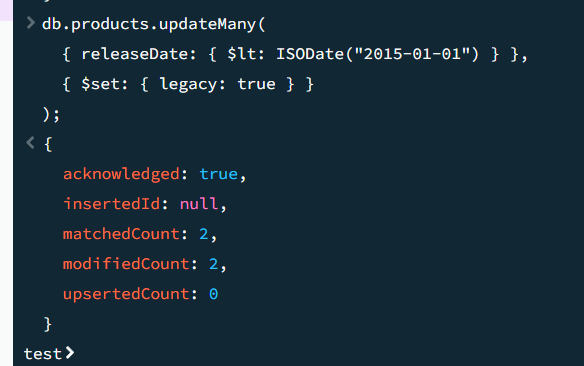 > db.products.updateMany(
{ releaseDate: { $lt: ISODate("2015-01-01") } },
{ $set: { legacy: true } }
);
< {
acknowledged: true,
insertedId: null,
matchedCount: 2,
modifiedCount: 2,
upsertedCount: 0
}
test>